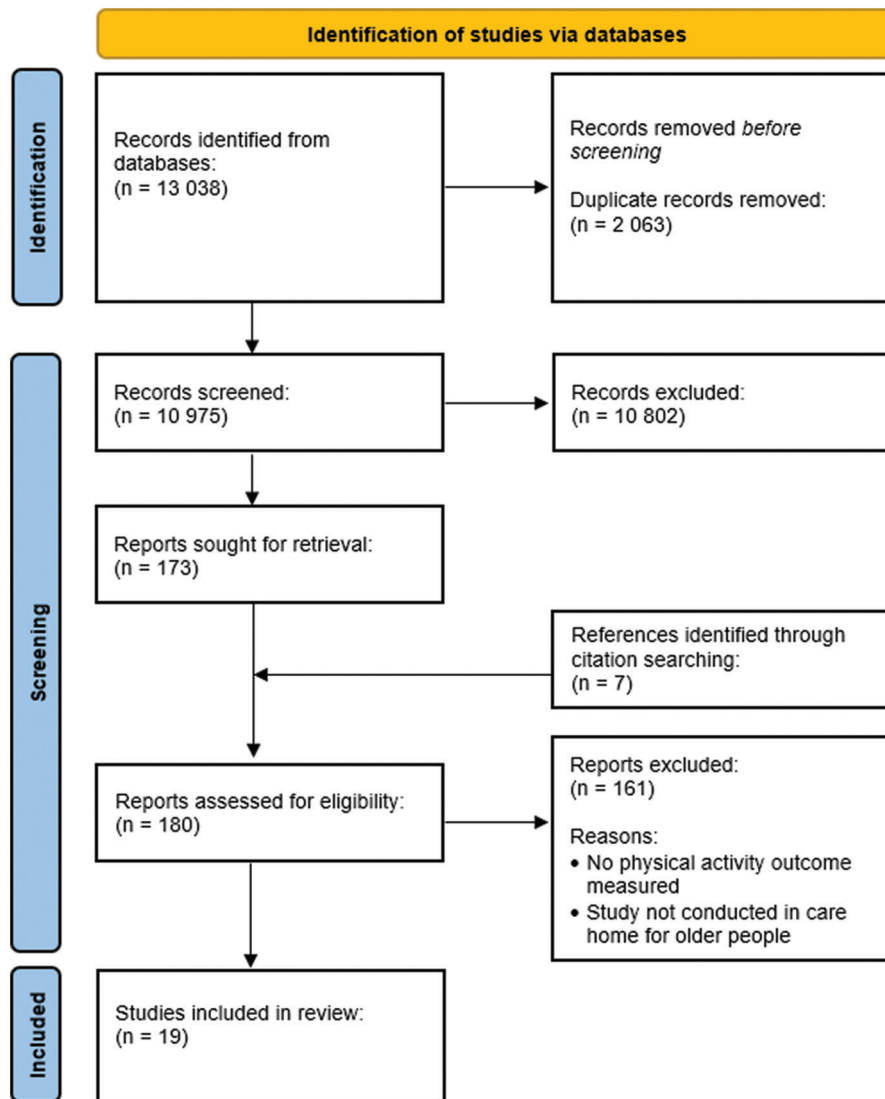 Identification of studies via databases
Identification
Records identified from
databases:
(n = 13 038)
Records removed before
screening
Duplicate records removed:
(n = 2 063)
Screening
Records screened:
(n = 10 975)
Records excluded:
(n = 10 802)
Reports sought for retrieval:
(n = 173)
References identified through
citation searching:
(n = 7)
Reports assessed for eligibility:
(n = 180)
Reports excluded:
(n = 161)
Reasons:
• No physical activity outcome
measured
• Study not conducted in care
home for older people
Included
Studies included in review:
(n = 19)